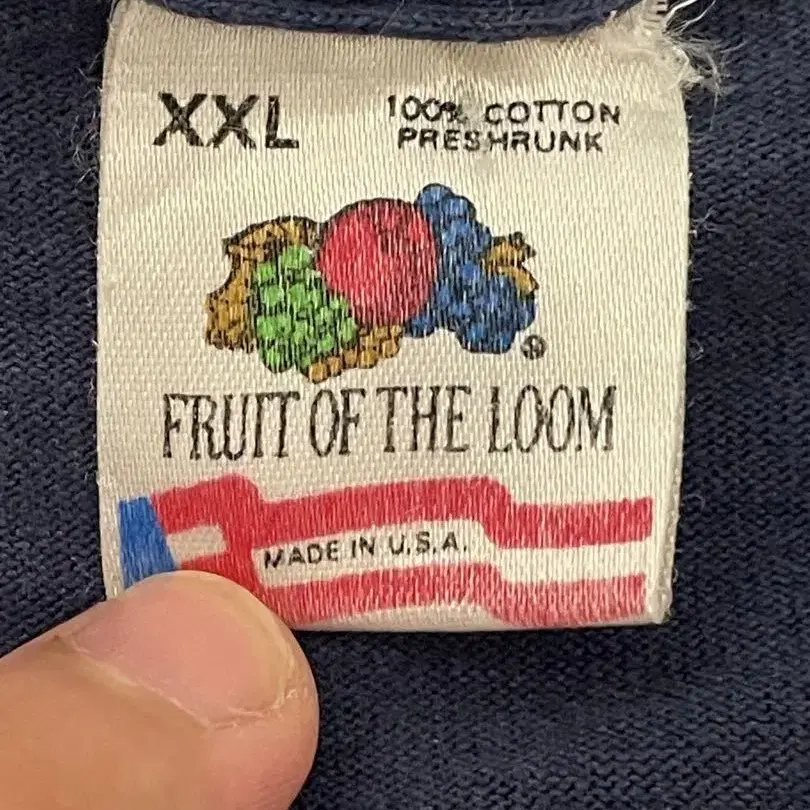 XXL
100% COTTON
PRESHRUNK
®
FRUIT OF THE LOOM
MADE IN U.S.A.